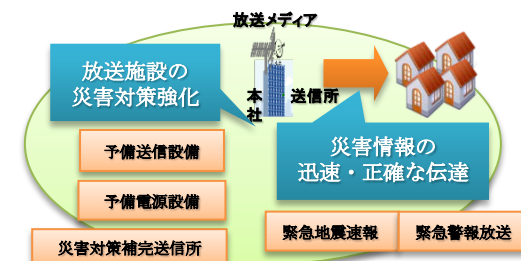 放送メディア
放送施設の
災害対策強化
本社
送信所
災害情報の
迅速・正確な伝達
予備送信設備
予備電源設備
災害対策補完送信所
緊急地震速報
緊急警報放送